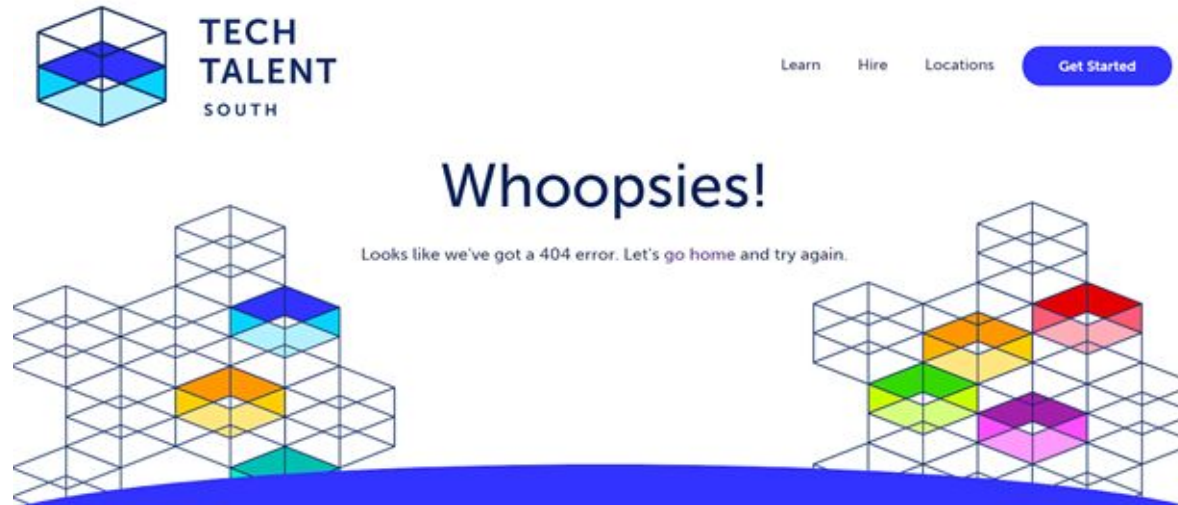 TECH
TALENT
SOUTH
Learn Hire Locations Get Started
Whoopsies!
Looks like we've got a 404 error. Let's go home and try again.